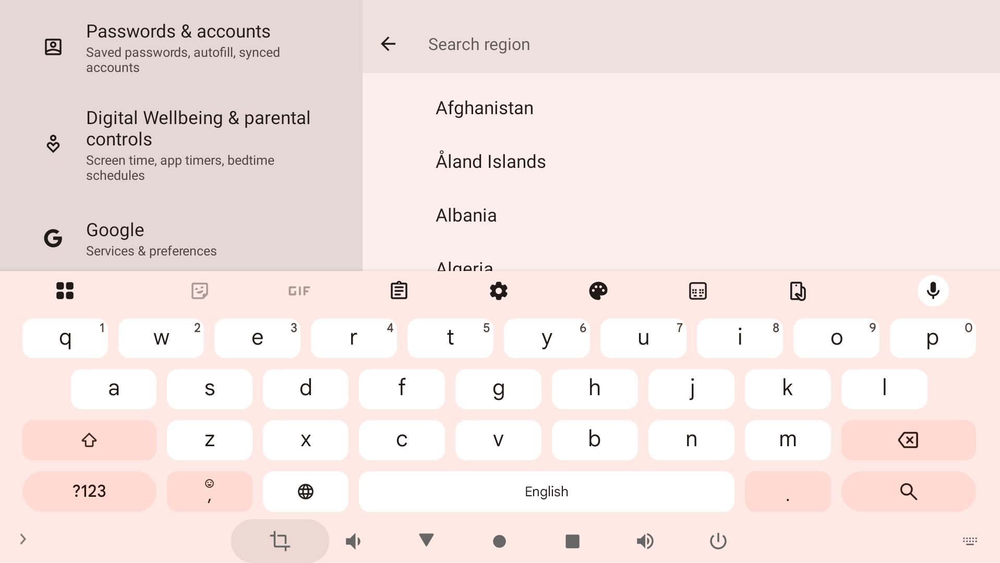 Passwords & accounts
Saved passwords, autofill, synced
accounts
Digital Wellbeing & parental
controls
Screen time, app timers, bedtime
schedules
Google
Services & preferences
Search region
Afghanistan
Åland Islands
Albania
Algeria
GIF
q 1 w 2 e 3 r 4 t 5 y 6 u 7 i 8 o 9 p 0
a s d f g h j k l
z x c v b n m
?123 , English .